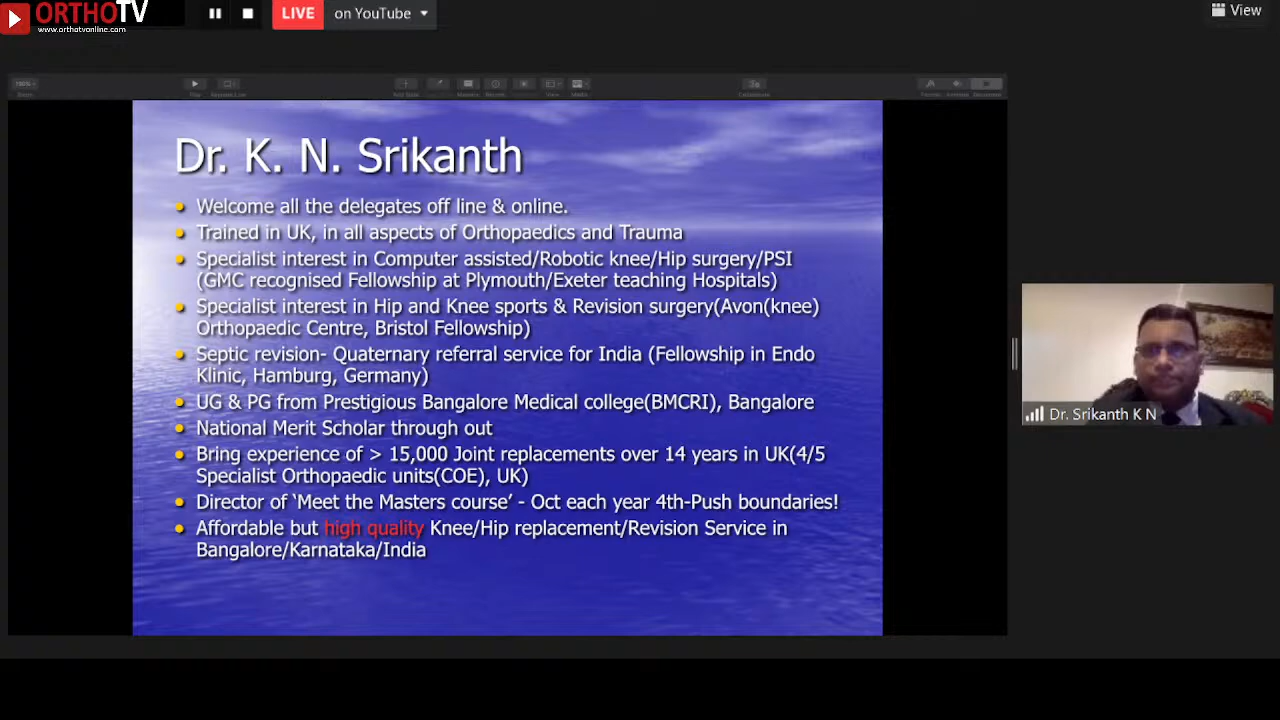 ORTHOTV
www.orthotvonline.com
LIVE
on YouTube
View
Dr. K. N. Srikanth
Welcome all the delegates off line & online.
Trained in UK, in all aspects of Orthopaedics and Trauma
Specialist interest in Computer assisted/Robotic knee/Hip surgery/PSI
(GMC recognised Fellowship at Plymouth/Exeter teaching Hospitals)
Specialist interest in Hip and Knee sports & Revision surgery(Avon(knee)
Orthopaedic Centre, Bristol Fellowship)
Septic revision- Quaternary referral service for India (Fellowship in Endo
Klinic, Hamburg, Germany)
UG & PG from Prestigious Bangalore Medical college(BMCRI), Bangalore
National Merit Scholar through out
Bring experience of > 15,000 Joint replacements over 14 years in UK(4/5
Specialist Orthopaedic units(COE), UK)
Director of ‘Meet the Masters course’ - Oct each year 4th-Push boundaries!
Affordable but high quality Knee/Hip replacement/Revision Service in
Bangalore/Karnataka/India
Dr. Srikanth K N